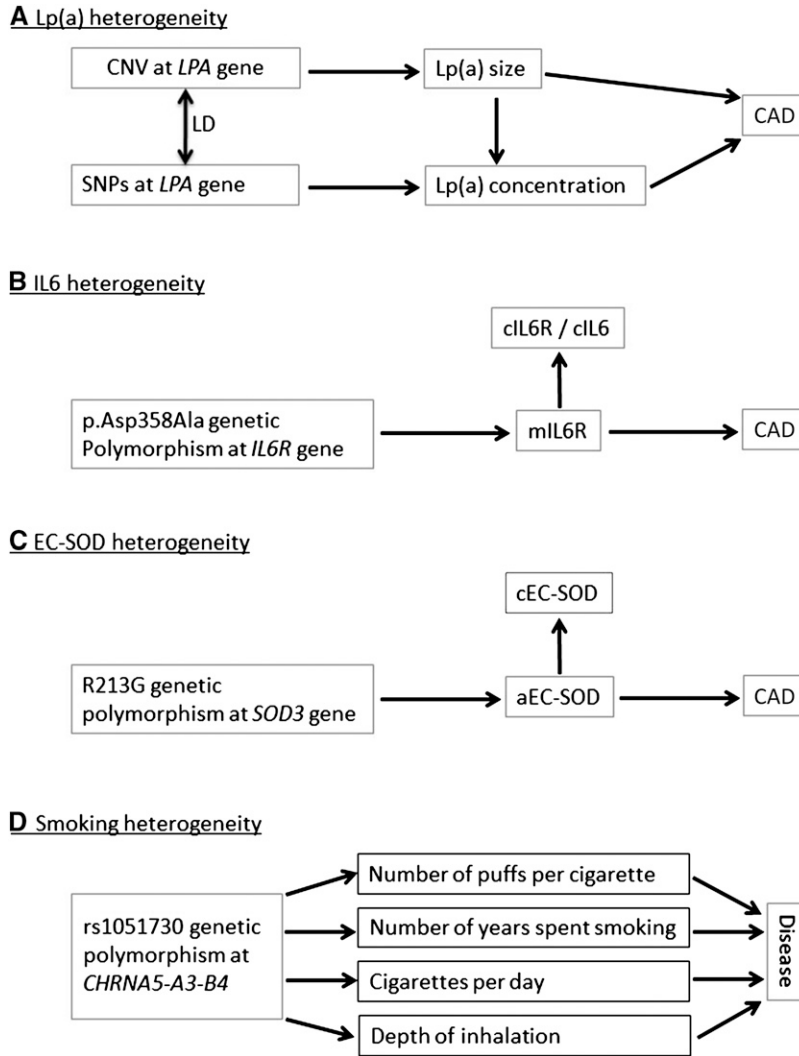 A Lp(a) heterogeneity
CNV at LPA gene
Lp(a) size
CAD
LD
SNPs at LPA gene
Lp(a) concentration
B IL6 heterogeneity
cIL6R / cIL6
p.Asp358Ala genetic
Polymorphism at IL6R gene
mIL6R
CAD
C EC-SOD heterogeneity
cEC-SOD
R213G genetic
polymorphism at SOD3 gene
aEC-SOD
CAD
D Smoking heterogeneity
rs1051730 genetic
polymorphism at
CHRNA5-A3-B4
Number of puffs per cigarette
Number of years spent smoking
Cigarettes per day
Depth of inhalation
Disease